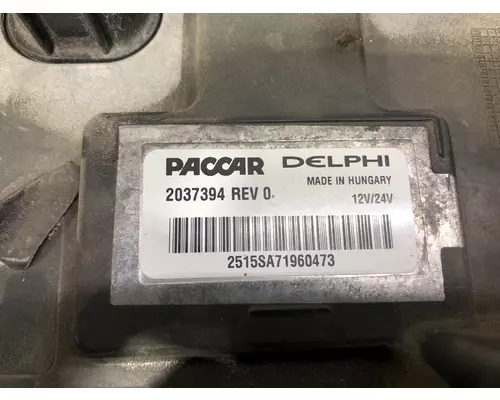 PACCAR DELPHI
MADE IN HUNGARY
2037394 REV 0
12V/24V
2515SA71960473